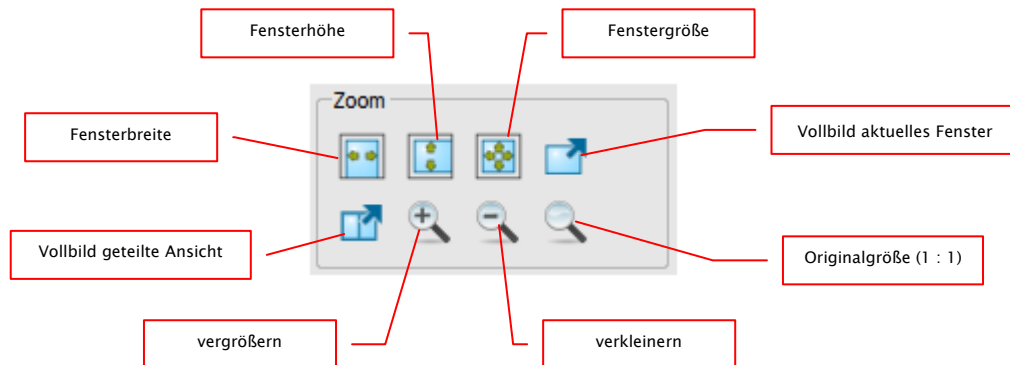 Fensterhöhe
Fenstergröße
Zoom
Fensterbreite
Vollbild aktuelles Fenster
Vollbild geteilte Ansicht
Originalgröße (1 : 1)
vergrößern
verkleinern